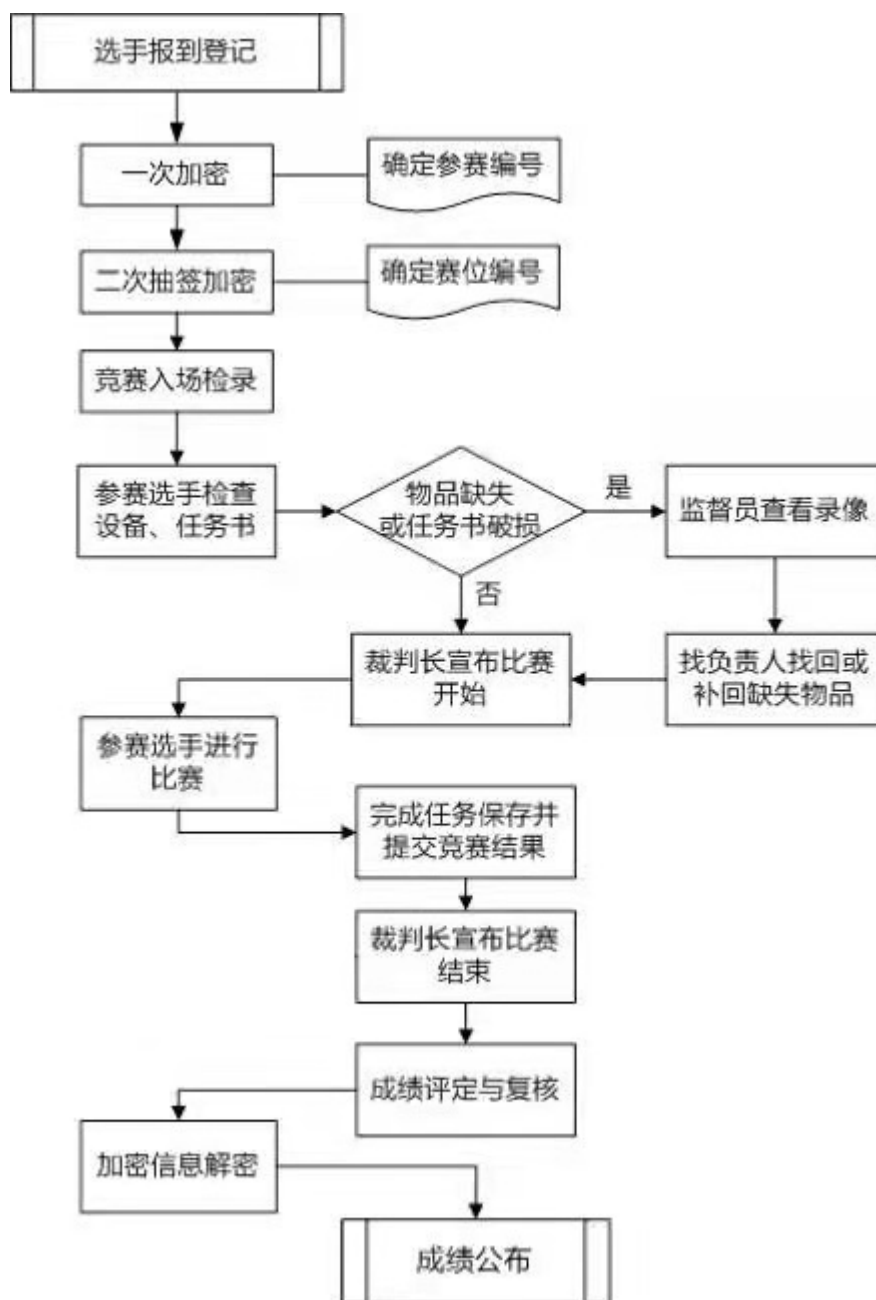 选手报到登记
一次加密
确定参赛编号
二次抽签加密
确定赛位编号
竞赛入场检录
参赛选手检查
设备、任务书
物品缺失
或任务书破损
是
监督员查看录像
否
裁判长宣布比赛
开始
找负责人找回或
补回缺失物品
参赛选手进行
比赛
完成任务保存并
提交竞赛结果
裁判长宣布比赛
结束
成绩评定与复核
加密信息解密
成绩公布